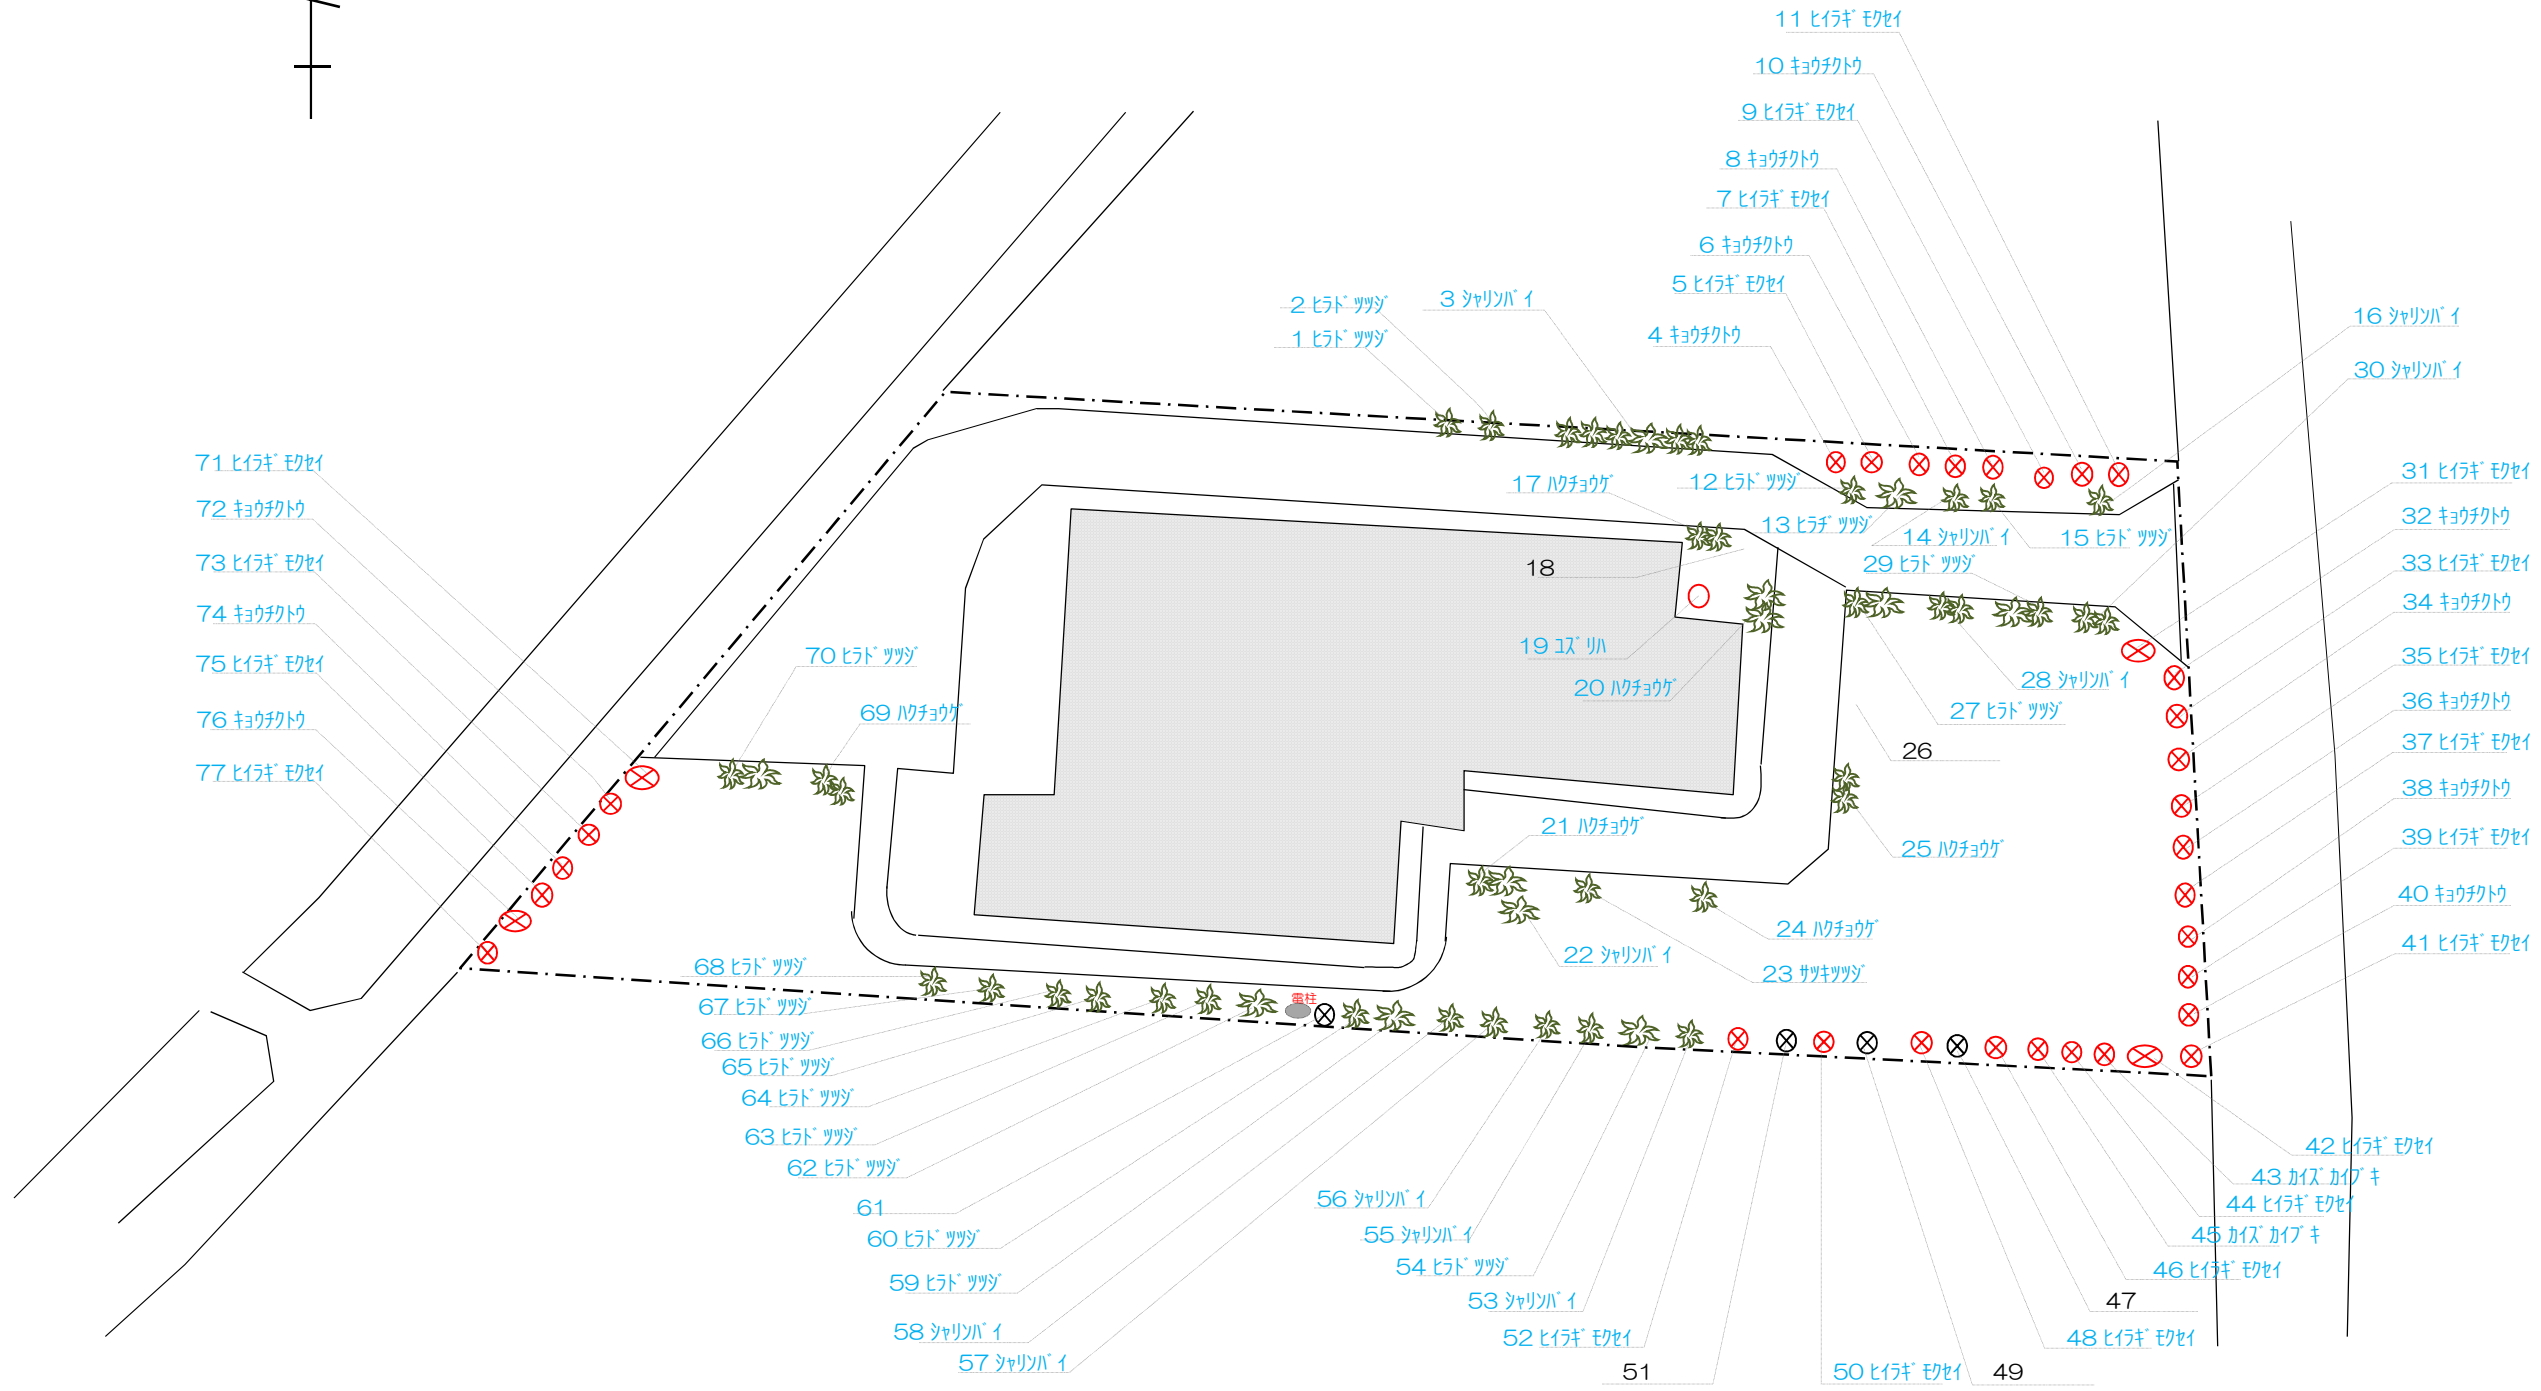 11 ﾋｲﾗｷﾞﾓｸｾｲ
10 ｷｮｳﾁｸﾄｳ
9 ﾋｲﾗｷﾞﾓｸｾｲ
8 ｷｮｳﾁｸﾄｳ
7 ﾋｲﾗｷﾞﾓｸｾｲ
6 ｷｮｳﾁｸﾄｳ
5 ﾋｲﾗｷﾞﾓｸｾｲ
4 ｷｮｳﾁｸﾄｳ
3 ｼｬﾘﾝﾊﾞｲ
2 ﾋﾗﾄﾞﾂﾂｼﾞ
1 ﾋﾗﾄﾞﾂﾂｼﾞ
16 ｼｬﾘﾝﾊﾞｲ
30 ｼｬﾘﾝﾊﾞｲ
17 ﾊｸﾁｮｳｹﾞ
12 ﾋﾗﾄﾞﾂﾂｼﾞ
13 ﾋﾗﾁﾞﾂﾂｼﾞ
14 ｼｬﾘﾝﾊﾞｲ
15 ﾋﾗﾄﾞﾂﾂｼﾞ
29 ﾋﾗﾄﾞﾂﾂｼﾞ
18
19 ﾕｽﾞﾘﾊ
20 ﾊｸﾁｮｳｹﾞ
28 ｼｬﾘﾝﾊﾞｲ
27 ﾋﾗﾄﾞﾂﾂｼﾞ
26
25 ﾊｸﾁｮｳｹﾞ
21 ﾊｸﾁｮｳｹﾞ
24 ﾊｸﾁｮｳｹﾞ
22 ｼｬﾘﾝﾊﾞｲ
23 ｻﾂｷﾂﾂｼﾞ
31 ﾋｲﾗｷﾞﾓｸｾｲ
32 ｷｮｳﾁｸﾄｳ
33 ﾋｲﾗｷﾞﾓｸｾｲ
34 ｷｮｳﾁｸﾄｳ
35 ﾋｲﾗｷﾞﾓｸｾｲ
36 ｷｮｳﾁｸﾄｳ
37 ﾋｲﾗｷﾞﾓｸｾｲ
38 ｷｮｳﾁｸﾄｳ
39 ﾋｲﾗｷﾞﾓｸｾｲ
40 ｷｮｳﾁｸﾄｳ
41 ﾋｲﾗｷﾞﾓｸｾｲ
42 ﾋｲﾗｷﾞﾓｸｾｲ
43 ｶｲｽﾞｶｲﾌﾞｷ
44 ﾋｲﾗｷﾞﾓｸｾｲ
45 ｶｲｽﾞｶｲﾌﾞｷ
46 ﾋｲﾗｷﾞﾓｸｾｲ
47
48 ﾋｲﾗｷﾞﾓｸｾｲ
49
50 ﾋｲﾗｷﾞﾓｸｾｲ
51
52 ﾋｲﾗｷﾞﾓｸｾｲ
53 ｼｬﾘﾝﾊﾞｲ
54 ﾋﾗﾄﾞﾂﾂｼﾞ
55 ｼｬﾘﾝﾊﾞｲ
56 ｼｬﾘﾝﾊﾞｲ
57 ｼｬﾘﾝﾊﾞｲ
58 ｼｬﾘﾝﾊﾞｲ
59 ﾋﾗﾄﾞﾂﾂｼﾞ
60 ﾋﾗﾄﾞﾂﾂｼﾞ
61
62 ﾋﾗﾄﾞﾂﾂｼﾞ
63 ﾋﾗﾄﾞﾂﾂｼﾞ
64 ﾋﾗﾄﾞﾂﾂｼﾞ
65 ﾋﾗﾄﾞﾂﾂｼﾞ
66 ﾋﾗﾄﾞﾂﾂｼﾞ
67 ﾋﾗﾄﾞﾂﾂｼﾞ
68 ﾋﾗﾄﾞﾂﾂｼﾞ
電柱
69 ﾊｸﾁｮｳｹﾞ
70 ﾋﾗﾄﾞﾂﾂｼﾞ
71 ﾋｲﾗｷﾞﾓｸｾｲ
72 ｷｮｳﾁｸﾄｳ
73 ﾋｲﾗｷﾞﾓｸｾｲ
74 ｷｮｳﾁｸﾄｳ
75 ﾋｲﾗｷﾞﾓｸｾｲ
76 ｷｮｳﾁｸﾄｳ
77 ﾋｲﾗｷﾞﾓｸｾｲ